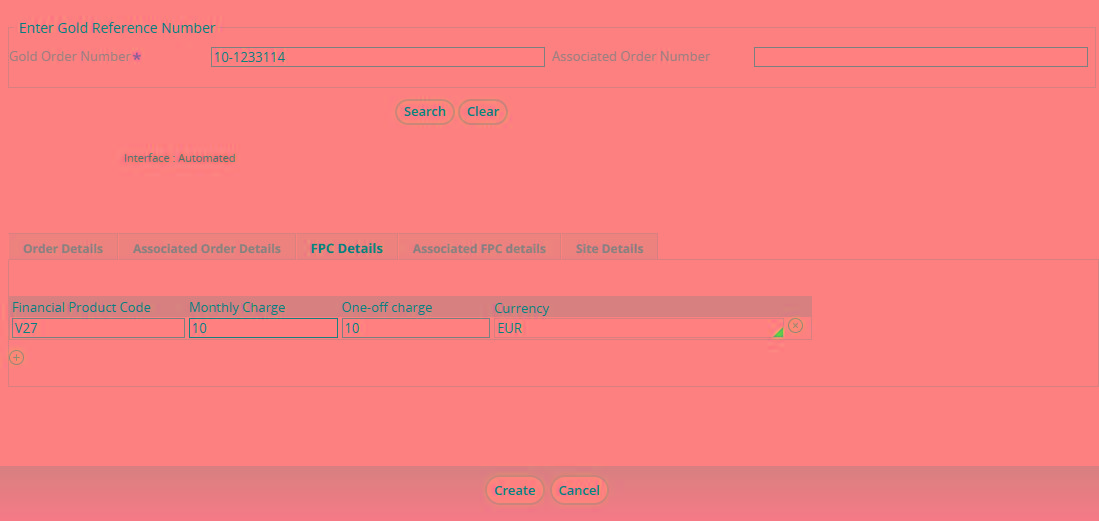 Enter Gold Reference Number
Gold Order Number* 10-1233114 Associated Order Number
Search Clear
Interface : Automated
Order Details Associated Order Details FPC Details Associated FPC details Site Details
Financial Product Code Monthly Charge One-off charge Currency
V27 10 10 EUR
Create Cancel